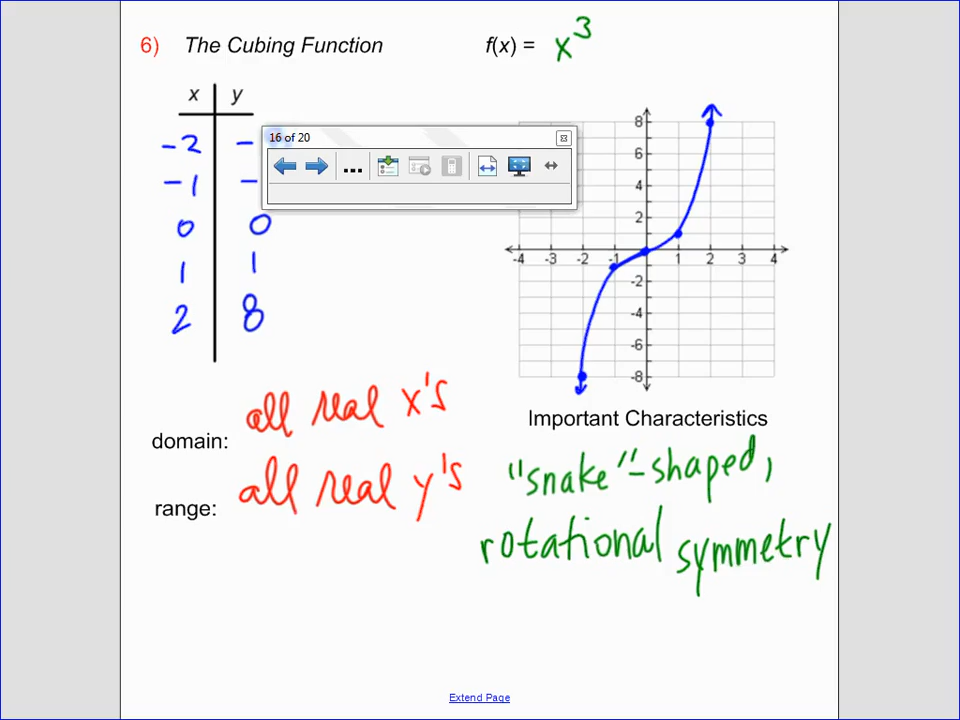 6) The Cubing Function f(x) = x³
x y
-2 -
-1 -
0 0
1 1
2 8
16 of 20
...
8
6
4
2
-4 -3 -2 -1 1 2 3 4
-2
-4
-6
-8
Important Characteristics
domain: all real x's
range: all real y's
"snake"-shaped,
rotational symmetry
Extend Page